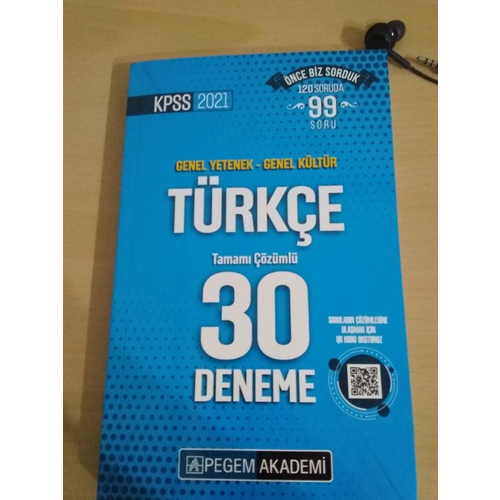 KPSS 2021
ÖNCE BİZ SORDUK
120 SORUDA
99
SORU
GENEL YETENEK - GENEL KÜLTÜR
TÜRKÇE
Tamamı Çözümlü
30
DENEME
SORULARIN ÇÖZÜMLERİNE
ULAŞMAK İÇİN
QR KODU OKUTUNUZ
PEGEM AKADEMİ